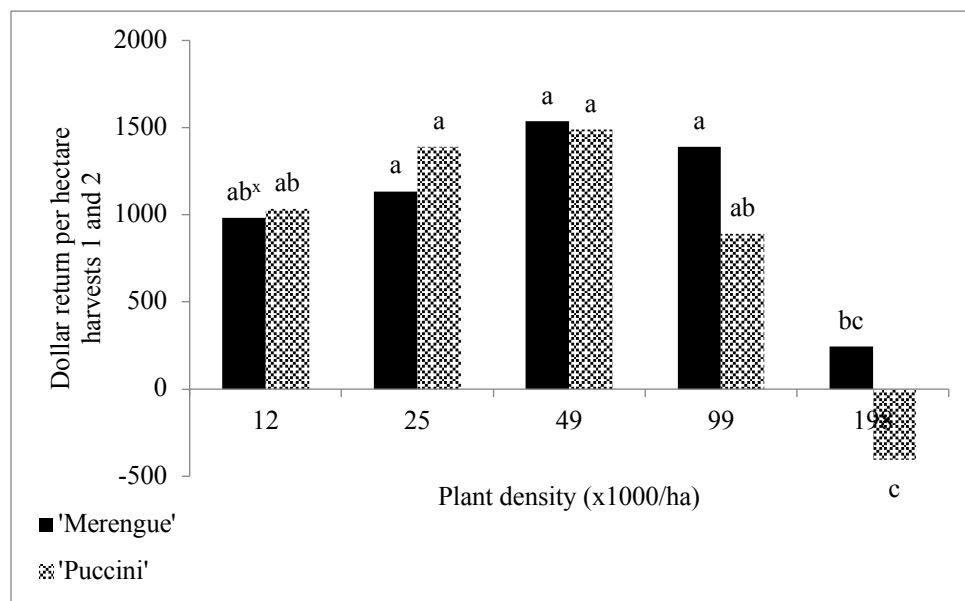 2000
1500
1000
500
0
-500
Dollar return per hectare
harvests 1 and 2
abˣ ab
a a
a a
a ab
bc
c
12 25 49 99 198
Plant density (x1000/ha)
'Merengue'
'Puccini'